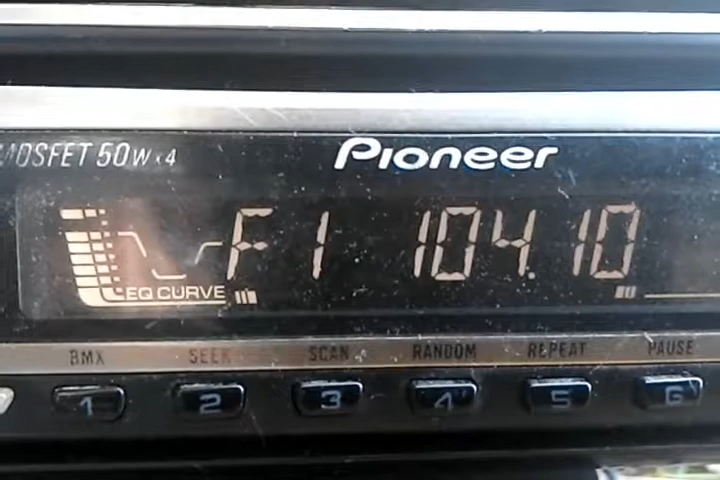 MOSFET 50W x 4
Pioneer
F1 104.10
EQ CURVE
BMX SEEK SCAN RANDOM REPEAT PAUSE
1 2 3 4 5 6